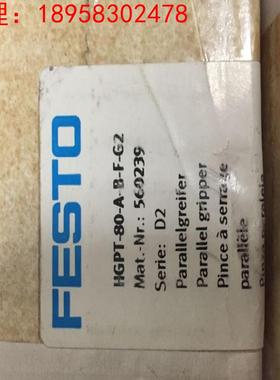 理：18958302478
FESTO
HGPT-80-A-B-F-G2
Mat.-Nr.: 560239
Serie: D2
Parallelgreifer
Parallel gripper
Pince à serrage
parallèle